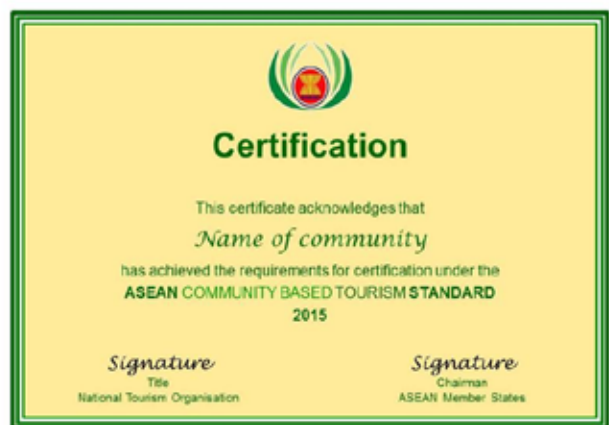 Certification
This certificate acknowledges that
Name of community
has achieved the requirements for certification under the
ASEAN COMMUNITY BASED TOURISM STANDARD
2015
Signature
Title
National Tourism Organisation
Signature
Chairman
ASEAN Member States